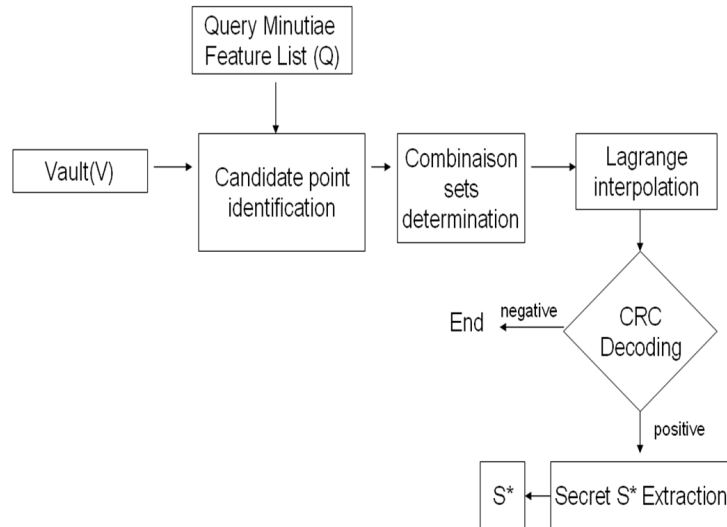 Query Minutiae
Feature List (Q)
Vault(V)
Candidate point
identification
Combinaison
sets
determination
Lagrange
interpolation
CRC
Decoding
negative
End
positive
Secret S* Extraction
S*